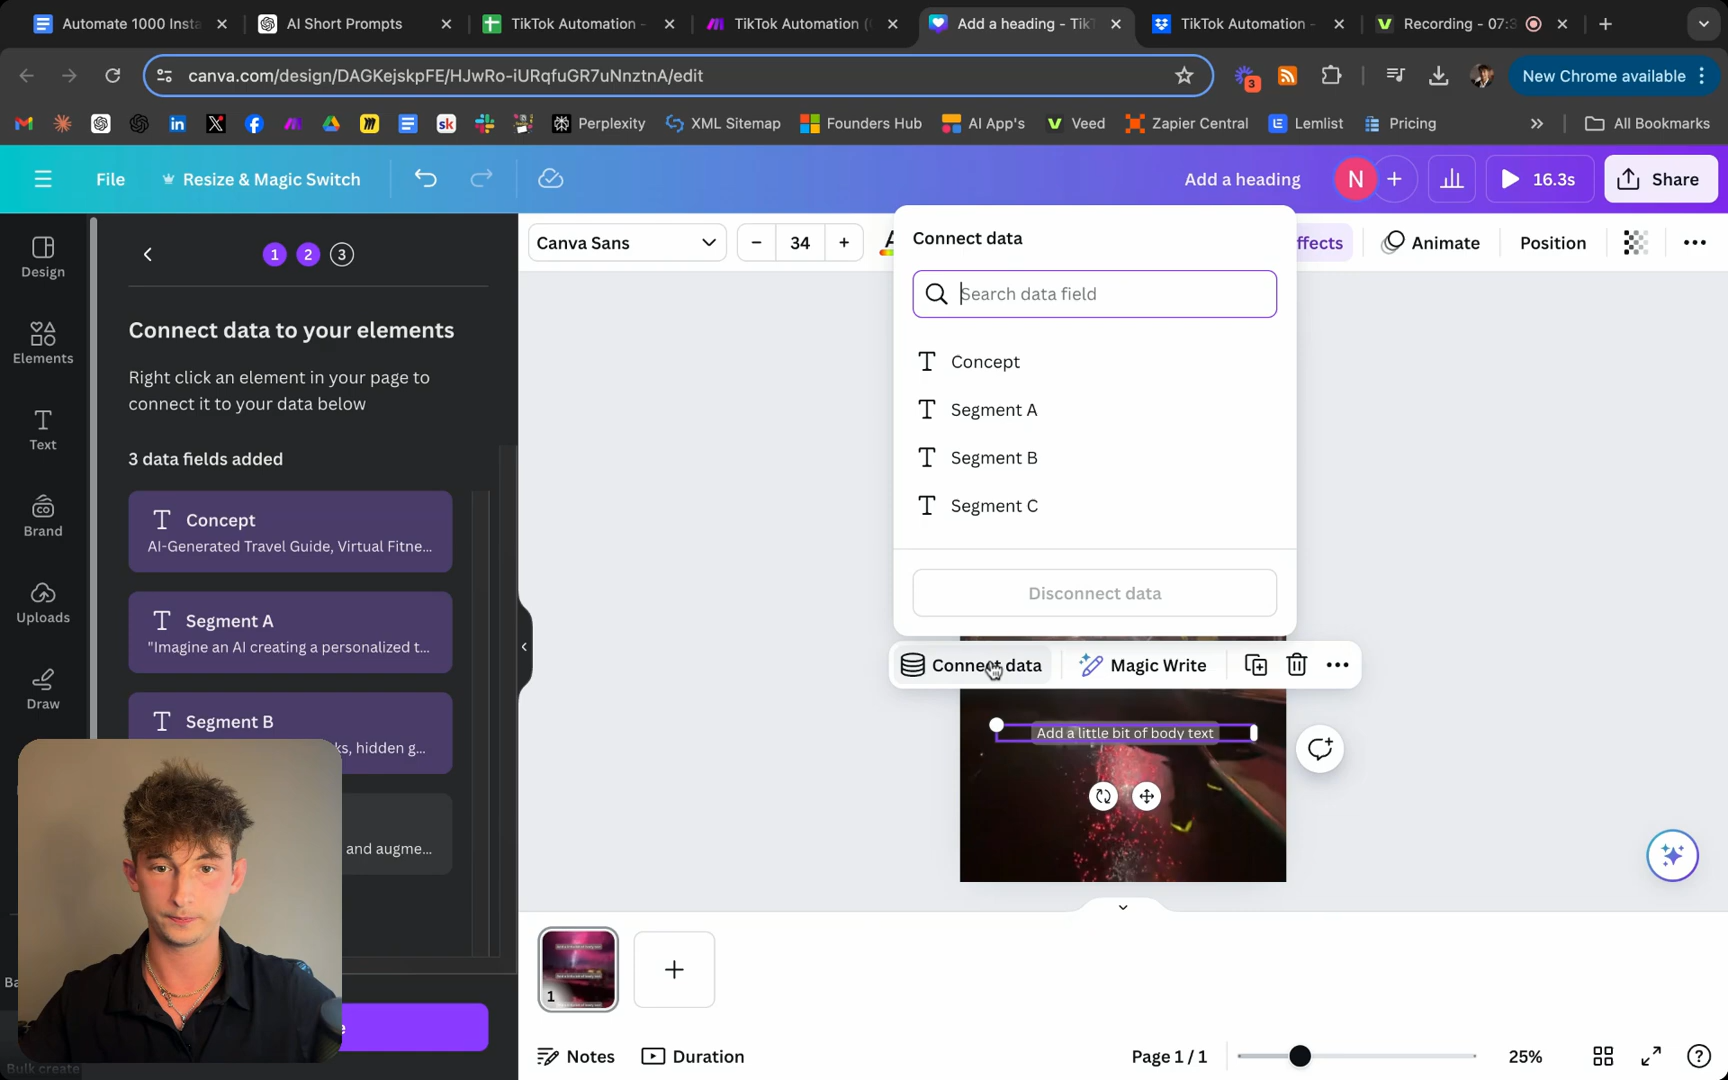 Automate 1000 Insta
AI Short Prompts
TikTok Automation -
TikTok Automation (
Add a heading - TikT
TikTok Automation -
Recording - 07:3
canva.com/design/DAGKejskpFE/HJwRo-iURqfuGR7uNnztnA/edit
3
New Chrome available
sk
Perplexity
XML Sitemap
Founders Hub
AI App's
Veed
Zapier Central
Lemlist
Pricing
All Bookmarks
File
Resize & Magic Switch
Add a heading
N
16.3s
Share
Design
Elements
Text
Brand
Uploads
Draw
Bulk create
1 2 3
Connect data to your elements
Right click an element in your page to
connect it to your data below
3 data fields added
Concept
AI-Generated Travel Guide, Virtual Fitne...
Segment A
"Imagine an AI creating a personalized t...
Segment B
ks, hidden g...
and augme...
Canva Sans
34
ffects
Animate
Position
Connect data
Search data field
Concept
Segment A
Segment B
Segment C
Disconnect data
Connect data
Magic Write
Add a little bit of body text
1
Notes
Duration
Page 1 / 1
25%